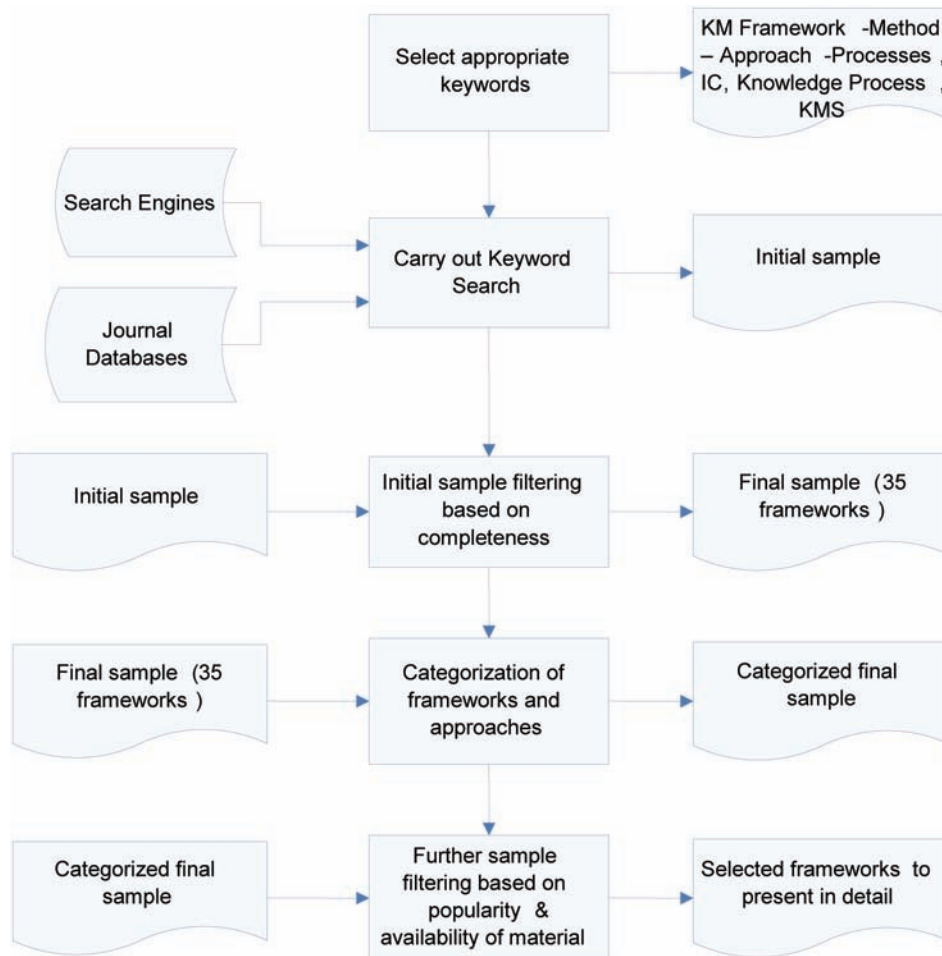 Select appropriate
keywords
KM Framework -Method
– Approach -Processes ,
IC, Knowledge Process ,
KMS
Search Engines
Journal
Databases
Carry out Keyword
Search
Initial sample
Initial sample
Initial sample filtering
based on
completeness
Final sample (35
frameworks )
Final sample (35
frameworks )
Categorization of
frameworks and
approaches
Categorized final
sample
Categorized final
sample
Further sample
filtering based on
popularity &
availability of material
Selected frameworks to
present in detail